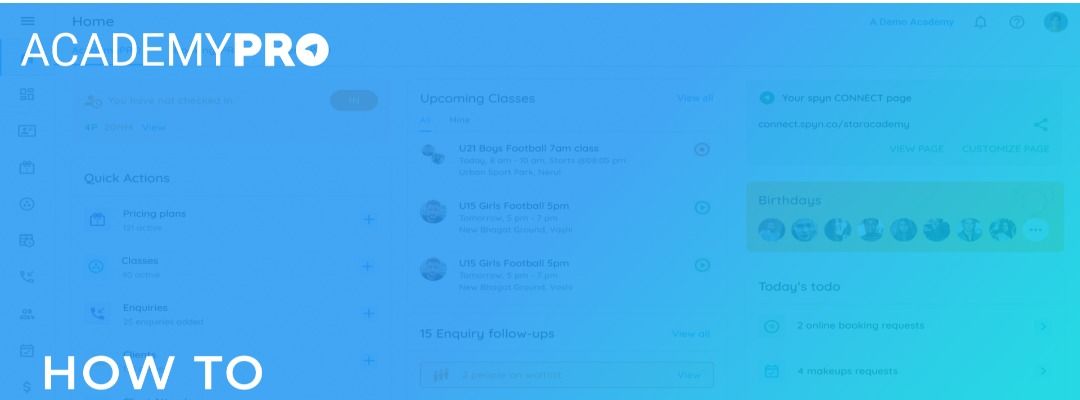 Home
A Demo Academy
ACADEMYPRO
You have not checked in
4P 20NM View
Quick Actions
Pricing plans
121 active
Classes
40 active
Enquiries
25 enquiries added
Clients
Upcoming Classes
View all
All Mine
U21 Boys Football 7am class
Today, 8 am - 10 am, Starts @08:05 pm
Urban Sport Park, Nerul
U15 Girls Football 5pm
Tomorrow, 5 pm - 7 pm
New Bhagat Ground, Vashi
U15 Girls Football 5pm
Tomorrow, 5 pm - 7 pm
New Bhagat Ground, Vashi
15 Enquiry follow-ups
View all
2 people on waitlist
View
Your spyn CONNECT page
connect.spyn.co/staracademy
VIEW PAGE CUSTOMIZE PAGE
Birthdays
Today's todo
2 online booking requests
4 makeups requests
HOW TO